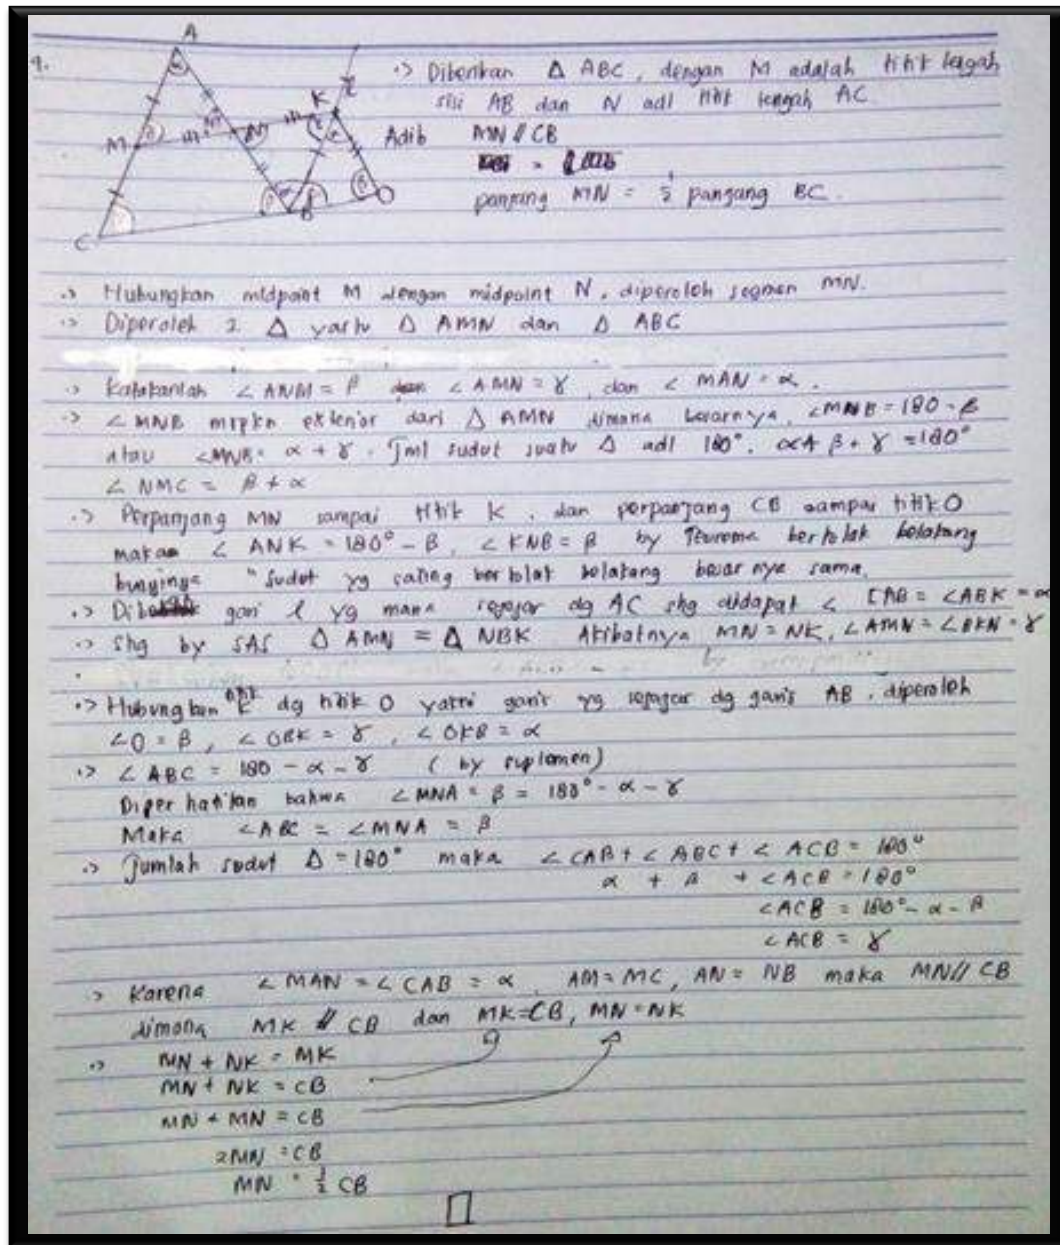 9.
A
K
l
M
N
B
O
C
m
m
α
γ
β
-> Diberikan Δ ABC, dengan M adalah titik tengah
sisi AB dan N adl titik tengah AC
Adib MN // CB
=
panjang MN = 1/2 pangang BC.
-> Hubungkan midpoint M dengan midpoint N, diperoleh segmen MN.
-> Diperoleh 2 Δ yaitu Δ AMN dan Δ ABC
-> Katakanlah ∠ ANM = β ∠ AMN = γ, dan ∠ MAN = α.
-> ∠ MNB mrpkn eksterior dari Δ AMN dimana besarnya, ∠MNB = 180 - β
atau ∠MNB = α + γ. Jml sudut suatu Δ adl 180°. α+ β + γ = 180°
∠ NMC = β + α
-> Perpanjang MN sampai titik K, dan perpanjang CB sampai titik O
maka ∠ ANK = 180° - β, ∠ KNB = β by Teorema bertolak belakang
bunyinya "sudut yg saling bertolak belakang besarnya sama.
-> gari l yg mana sejajar dg AC shg didapat ∠ CAB = ∠ABK = α
-> Shg by SAS Δ AMN ≅ Δ NBK Akibatnya MN = NK, ∠AMN = ∠BKN = γ
-> Hubungkan titik K dg titik O yakni garis yg sejajar dg garis AB, diperoleh
∠O = β, ∠ OBK = γ, ∠ OKB = α
-> ∠ ABC = 180 - α - γ (by suplemen)
Diperhatikan bahwa ∠MNA = β = 180° - α - γ
Maka ∠ABC = ∠MNA = β
-> Jumlah sudut Δ = 180° maka ∠ CAB + ∠ ABC + ∠ ACB = 180°
α + β + ∠ACB = 180°
∠ACB = 180° - α - β
∠ACB = γ
-> Karena ∠ MAN = ∠ CAB = α, AM = MC, AN = NB maka MN // CB
dimana MK // CB dan MK = CB, MN = NK
-> MN + NK = MK
MN + NK = CB
MN + MN = CB
2MN = CB
MN = 1/2 CB